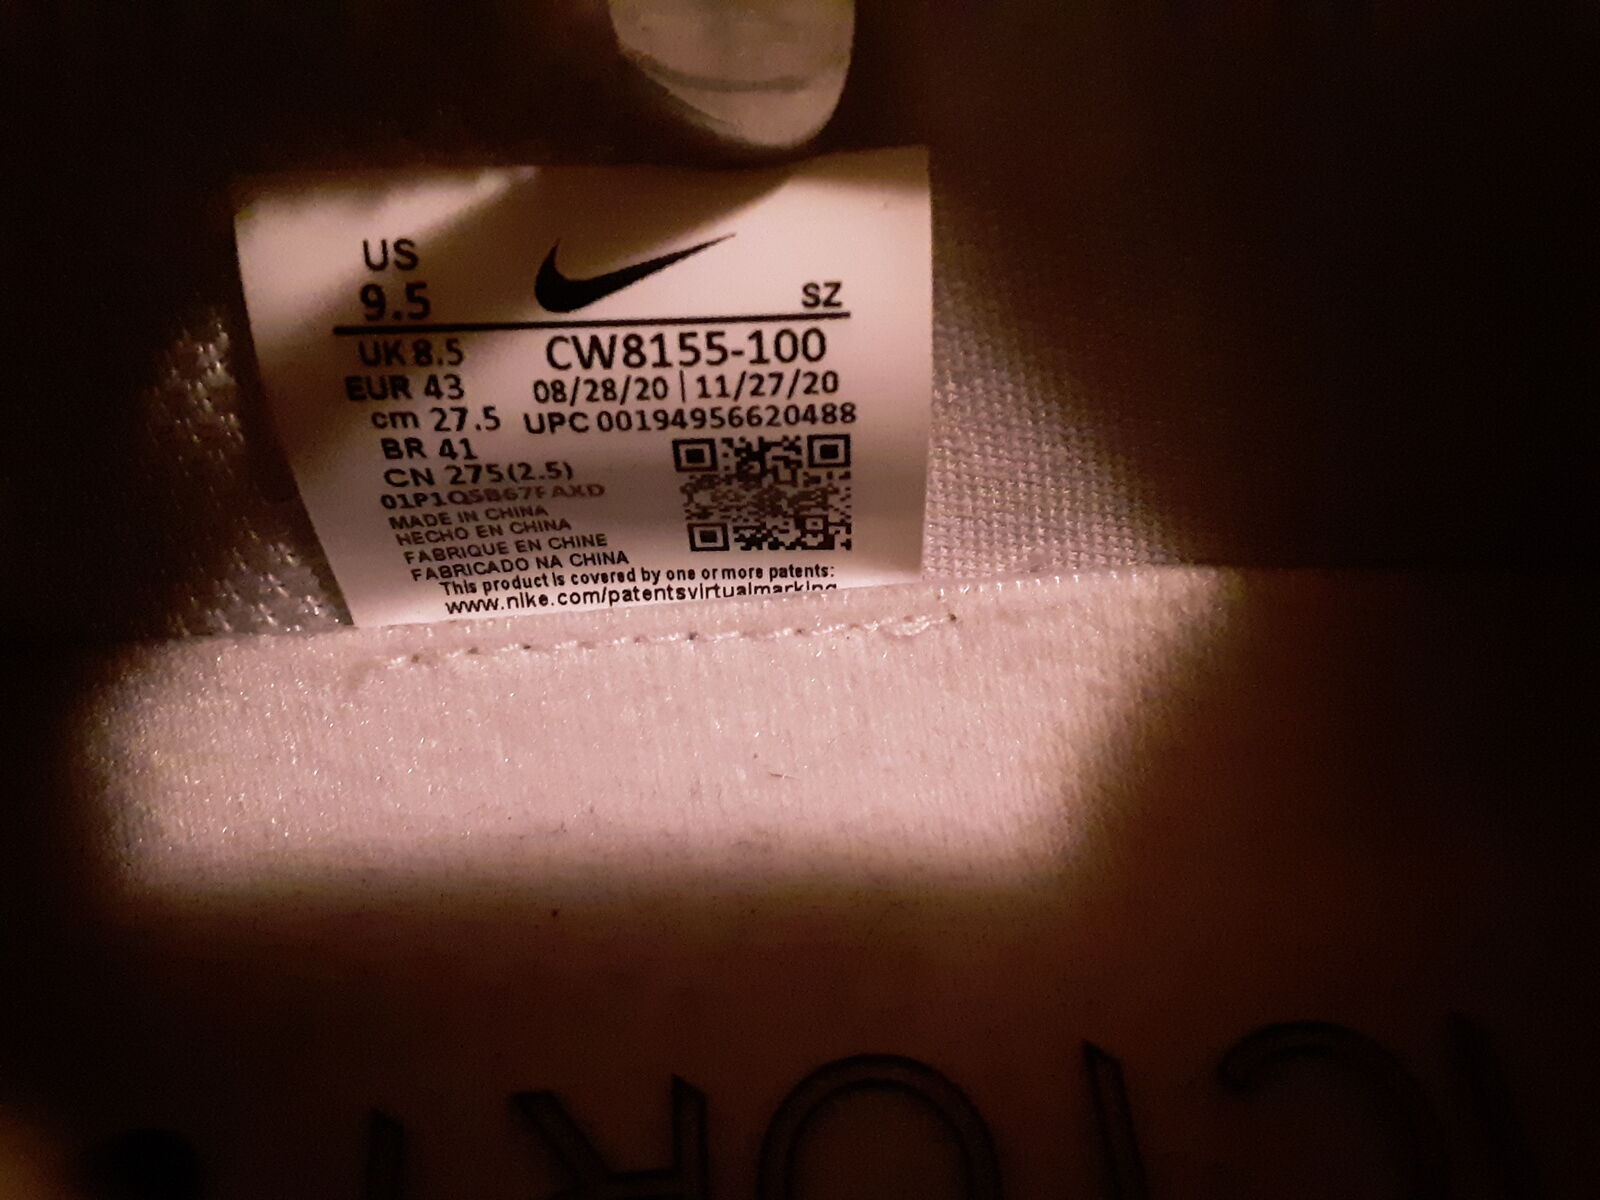 US
9.5
SZ
UK 8.5
CW8155-100
EUR 43
08/28/20 | 11/27/20
cm 27.5
UPC 00194956620488
BR 41
CN 275(2.5)
01P1QSB67FAXD
MADE IN CHINA
HECHO EN CHINA
FABRIQUE EN CHINE
FABRICADO NA CHINA
This product is covered by one or more patents:
www.nike.com/patentsvirtualmarking